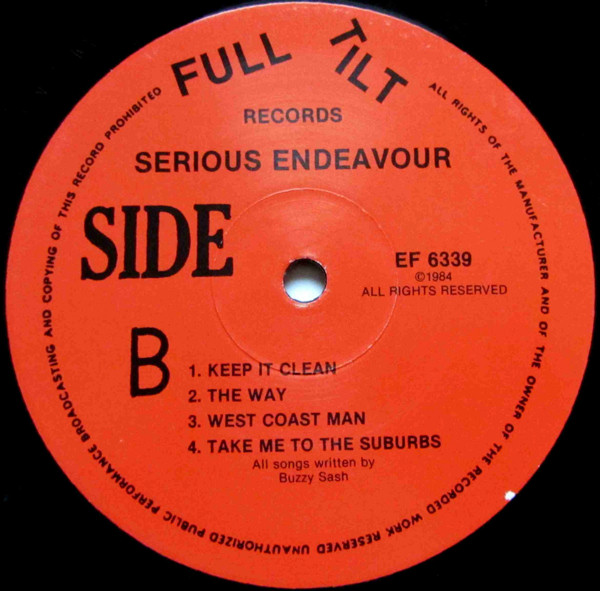 FULL TILT
RECORDS
SERIOUS ENDEAVOUR
SIDE
B
EF 6339
©1984
ALL RIGHTS RESERVED
1. KEEP IT CLEAN
2. THE WAY
3. WEST COAST MAN
4. TAKE ME TO THE SUBURBS
All songs written by
Buzzy Sash
ALL RIGHTS OF THE MANUFACTURER AND OF THE OWNER OF THE RECORDED WORK RESERVED UNAUTHORIZED PUBLIC PERFORMANCE BROADCASTING AND COPYING OF THIS RECORD PROHIBITED